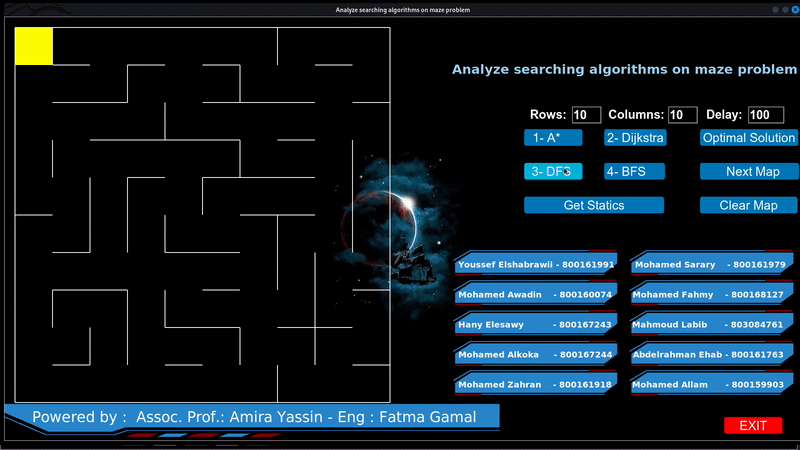 Analyze searching algorithms on maze problem
Analyze searching algorithms on maze problem
Rows: 10 Columns: 10 Delay: 100
1- A* 2- Dijkstra Optimal Solution
3- DFS 4- BFS Next Map
Get Statics Clear Map
Youssef Elshabrawii - 800161991 Mohamed Sarary - 800161979
Mohamed Awadin - 800160074 Mohamed Fahmy - 800168127
Hany Elesawy - 800167243 Mahmoud Labib - 803084761
Mohamed Alkoka - 800167244 Abdelrahman Ehab - 800161763
Mohamed Zahran - 800161918 Mohamed Allam - 800159903
Powered by : Assoc. Prof.: Amira Yassin - Eng : Fatma Gamal
EXIT